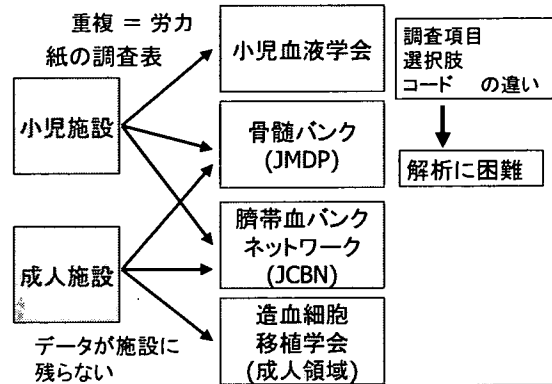 重複 = 労力
紙の調査表
小児施設
成人施設
データが施設に
残らない
小児血液学会
骨髄バンク
(JMDP)
臍帯血バンク
ネットワーク
(JCBN)
造血細胞
移植学会
(成人領域)
調査項目
選択肢
コード の違い
解析に困難